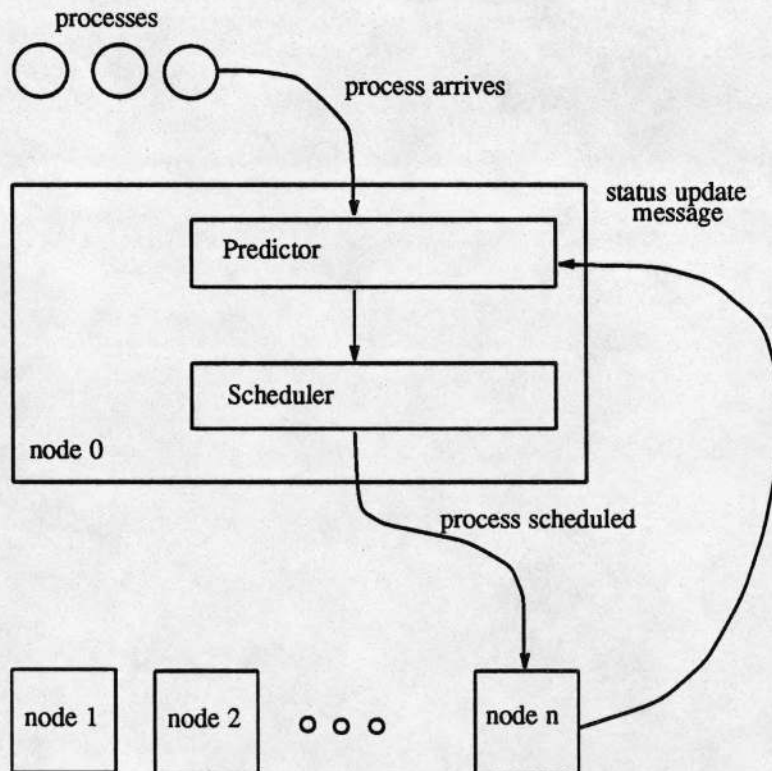 processes
process arrives
status update
message
Predictor
Scheduler
node 0
process scheduled
node 1
node 2
node n